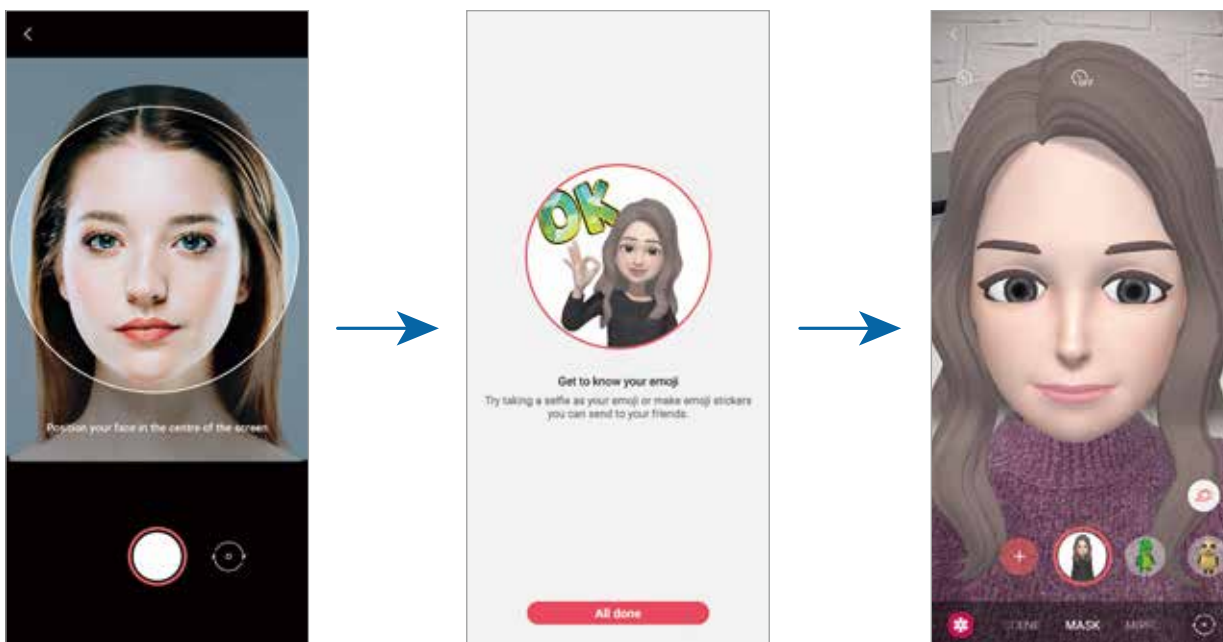 Position your face in the centre of the screen
OK
Get to know your emoji
Try taking a selfie as your emoji or make emoji stickers
you can send to your friends.
All done
OFF
SCENE MASK